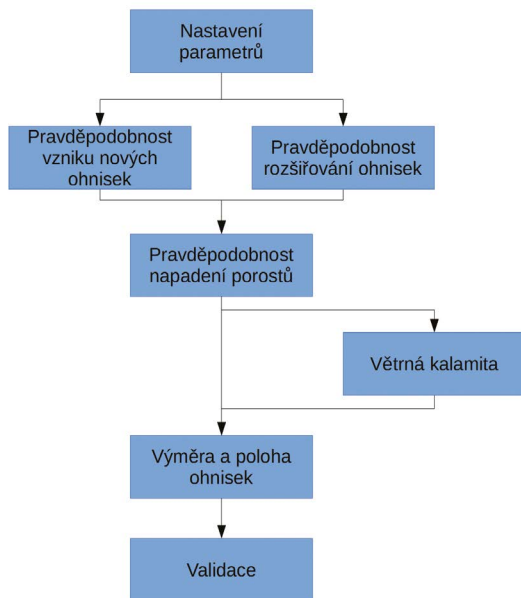 Nastavení
parametrů
Pravděpodobnost
vzniku nových
ohnisek
Pravděpodobnost
rozšiřování ohnisek
Pravděpodobnost
napadení porostů
Větrná kalamita
Výměra a poloha
ohnisek
Validace